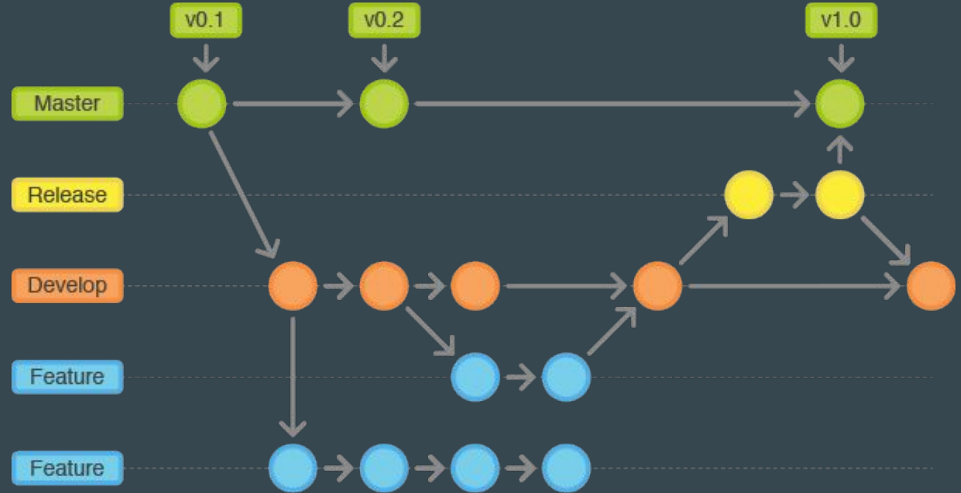 v0.1
v0.2
v1.0
Master
Release
Develop
Feature
Feature